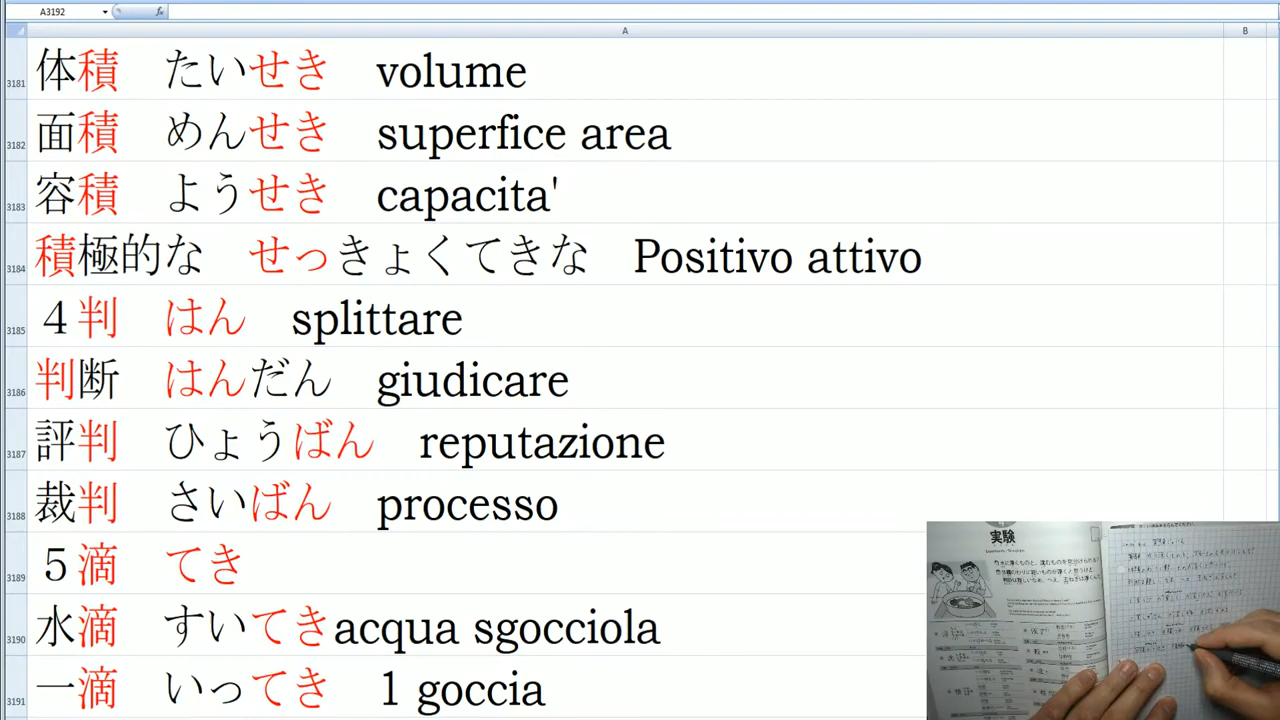 A3192 fx
A B
3181 体積 たいせき volume
3182 面積 めんせき superfice area
3183 容積 ようせき capacita'
3184 積極的な せっきょくてきな Positivo attivo
3185 ４判 はん splittare
3186 判断 はんだん giudicare
3187 評判 ひょうばん reputazione
3188 裁判 さいばん processo
3189 ５滴 てき
3190 水滴 すいてきacqua sgocciola
3191 一滴 いってき 1 goccia
実験